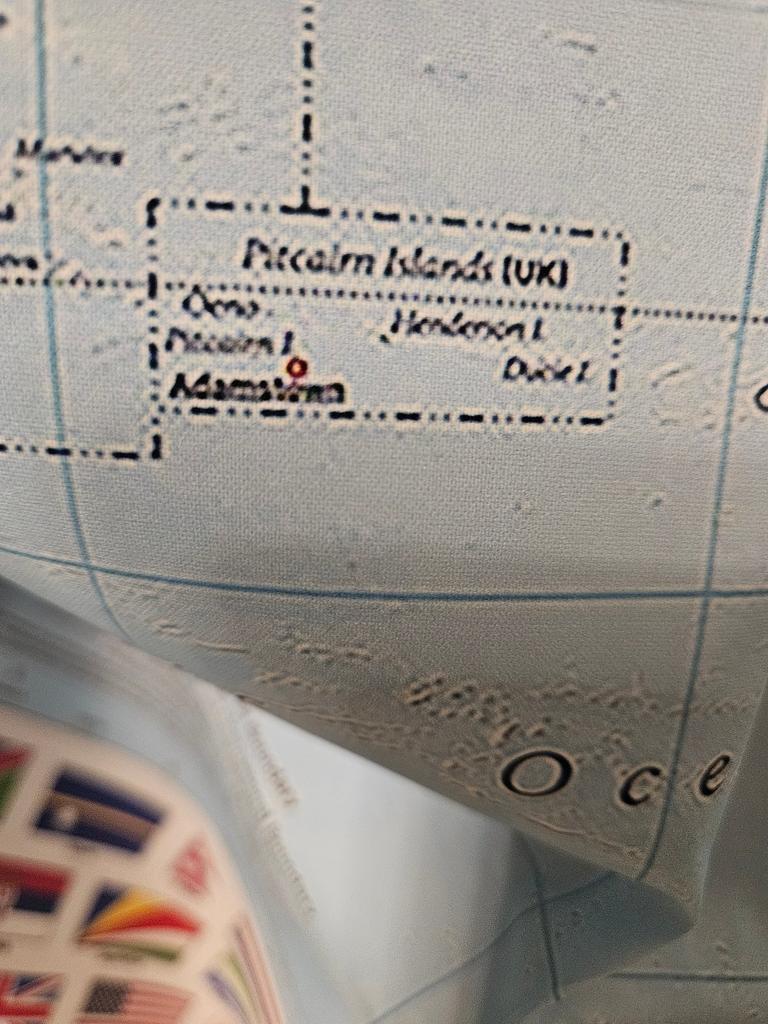 Pitcairn Islands (UK)
Oeno
Henderson I.
Pitcairn I.
Ducie I.
Adamstown
Oce